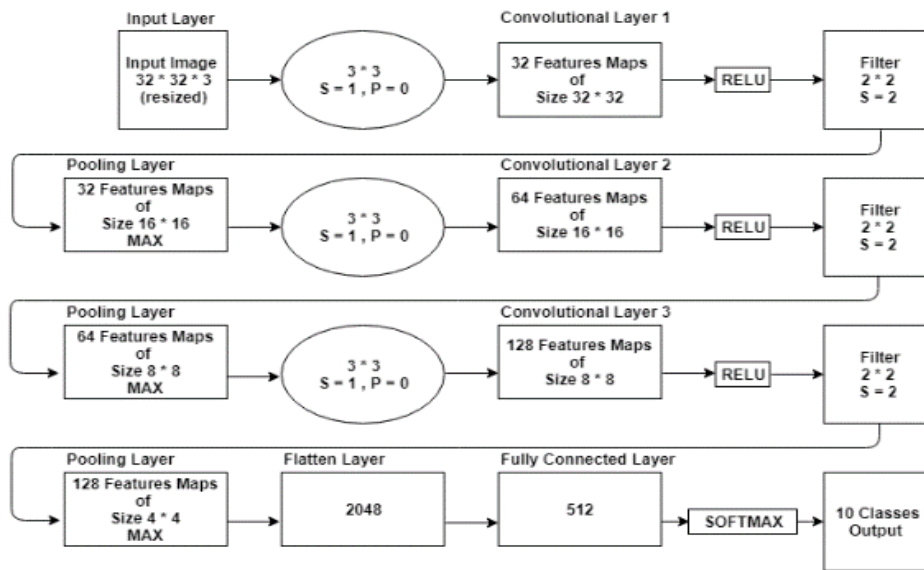 Input Layer
Input Image
32 * 32 * 3
(resized)
3 * 3
S = 1 , P = 0
Convolutional Layer 1
32 Features Maps
of
Size 32 * 32
RELU
Filter
2 * 2
S = 2
Pooling Layer
32 Features Maps
of
Size 16 * 16
MAX
3 * 3
S = 1 , P = 0
Convolutional Layer 2
64 Features Maps
of
Size 16 * 16
RELU
Filter
2 * 2
S = 2
Pooling Layer
64 Features Maps
of
Size 8 * 8
MAX
3 * 3
S = 1 , P = 0
Convolutional Layer 3
128 Features Maps
of
Size 8 * 8
RELU
Filter
2 * 2
S = 2
Pooling Layer
128 Features Maps
of
Size 4 * 4
MAX
Flatten Layer
2048
Fully Connected Layer
512
SOFTMAX
10 Classes
Output